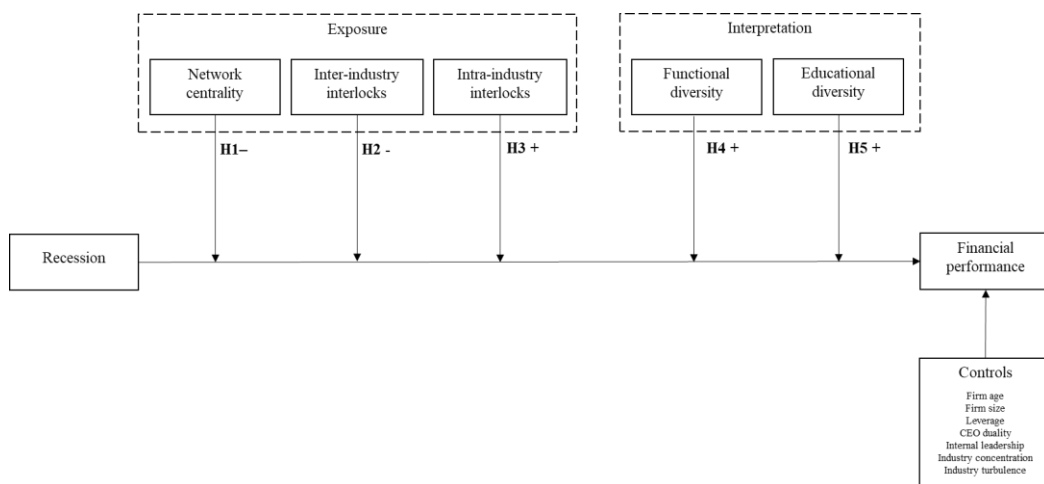 Exposure
Interpretation
Network
centrality
Inter-industry
interlocks
Intra-industry
interlocks
Functional
diversity
Educational
diversity
H1–
H2 -
H3 +
H4 +
H5 +
Recession
Financial
performance
Controls
Firm age
Firm size
Leverage
CEO duality
Internal leadership
Industry concentration
Industry turbulence